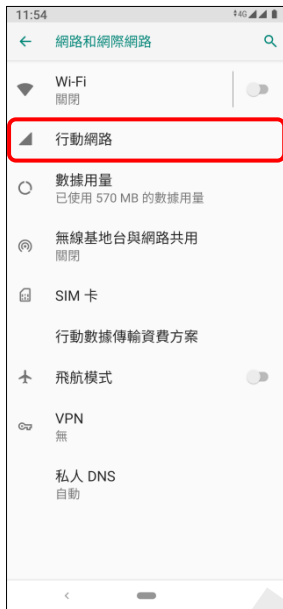 11:54
4G
網路和網際網路
Wi-Fi
關閉
行動網路
數據用量
已使用 570 MB 的數據用量
無線基地台與網路共用
關閉
SIM 卡
行動數據傳輸資費方案
飛航模式
VPN
無
私人 DNS
自動